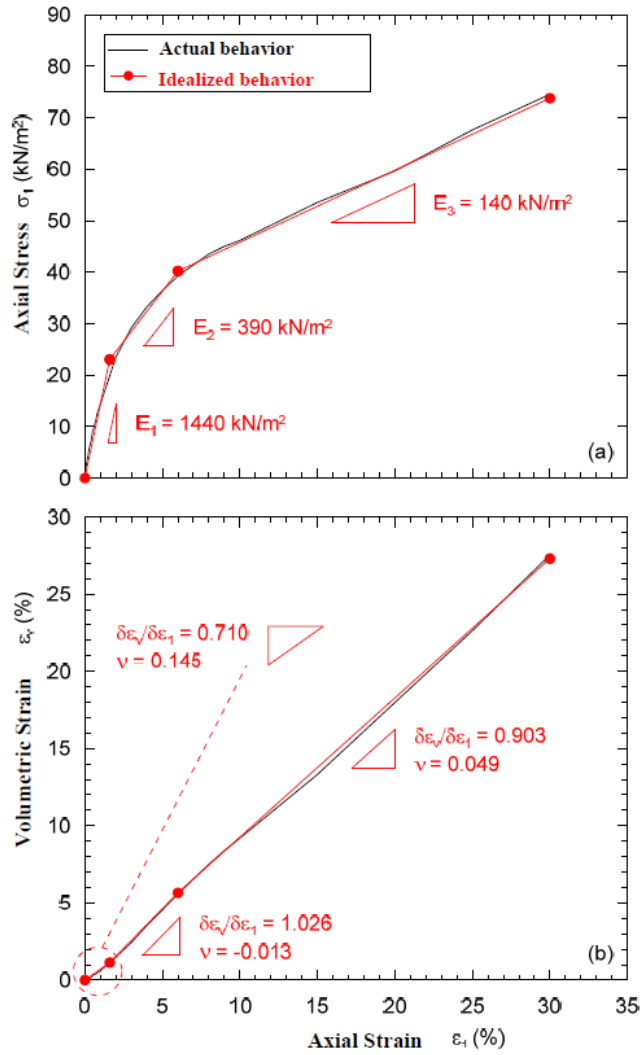 90
80
70
60
50
40
30
20
10
0
Axial Stress σ₁ (kN/m²)
Actual behavior
Idealized behavior
E₃ = 140 kN/m²
E₂ = 390 kN/m²
E₁ = 1440 kN/m²
(a)
30
25
20
15
10
5
0
Volumetric Strain εᵥ (%)
δεᵥ/δε₁ = 0.710
ν = 0.145
δεᵥ/δε₁ = 0.903
ν = 0.049
δεᵥ/δε₁ = 1.026
ν = -0.013
(b)
0 5 10 15 20 25 30 35
Axial Strain ε₁ (%)